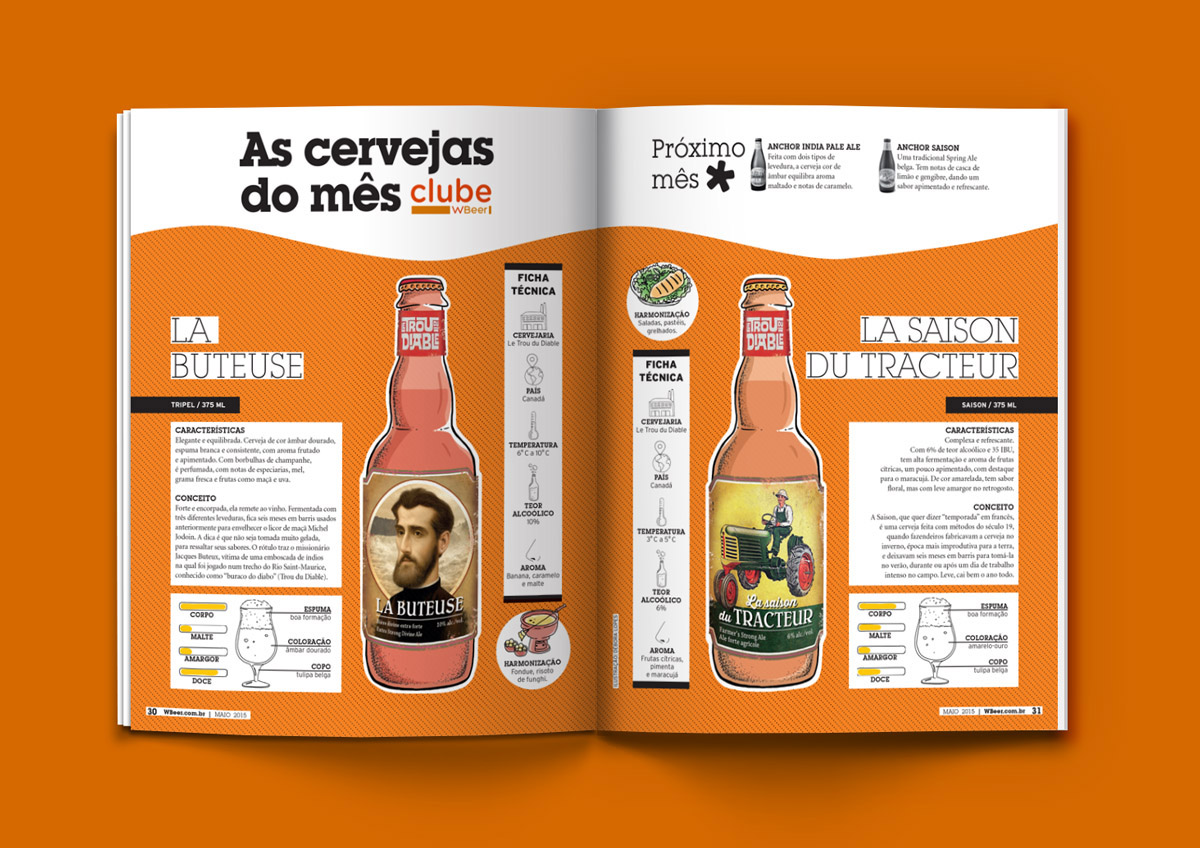 As cervejas
do mês clube
WBeer
Próximo
mês *
ANCHOR INDIA PALE ALE
Feita com dois tipos de
levedura, a cerveja cor de
âmbar equilibra aroma
maltado e notas de caramelo.
ANCHOR SAISON
Uma tradicional Spring Ale
belga. Tem notas de casca de
limão e gengibre, dando um
sabor apimentado e refrescante.
LA
BUTEUSE
TRIPEL / 375 ML
CARACTERÍSTICAS
Elegante e equilibrada. Cerveja de cor âmbar dourado,
espuma branca e consistente, com aroma frutado
e apimentado. Com borbulhas de champanhe,
é perfumada, com notas de especiarias, mel,
grama fresca e frutas como maçã e uva.
CONCEITO
Forte e encorpada, ela remete ao vinho. Fermentada com
três diferentes leveduras, fica seis meses em barris usados
anteriormente para envelhecer o licor de maçã Michel
Jodoin. A dica é que não seja tomada muito gelada,
para ressaltar seus sabores. O rótulo traz o missionário
Jacques Buteux, vítima de uma emboscada de índios
na qual foi jogado num trecho do Rio Saint-Maurice,
conhecido como "buraco do diabo" (Trou du Diable).
CORPO
MALTE
AMARGOR
DOCE
ESPUMA
boa formação
COLORAÇÃO
âmbar dourado
COPO
tulipa belga
TROU
DIABLE
LA BUTEUSE
Extra Strong Divine Ale
10% alc./vol.
FICHA
TÉCNICA
CERVEJARIA
Le Trou du Diable
PAÍS
Canadá
TEMPERATURA
6°C a 10°C
TEOR
ALCOÓLICO
10%
AROMA
Banana, caramelo
e malte
HARMONIZAÇÃO
Fondue, risoto
de funghi.
30 WBeer.com.br | MAIO 2015
HARMONIZAÇÃO
Saladas, pastéis,
grelhados.
FICHA
TÉCNICA
CERVEJARIA
Le Trou du Diable
PAÍS
Canadá
TEMPERATURA
3°C a 5°C
TEOR
ALCOÓLICO
6%
AROMA
Frutas cítricas,
pimenta
e maracujá
TROU
DIABLE
La saison
du TRACTEUR
Farmer's Strong Ale
Ale forte agricole
6% alc./vol.
LA SAISON
DU TRACTEUR
SAISON / 375 ML
CARACTERÍSTICAS
Complexa e refrescante.
Com 6% de teor alcoólico e 35 IBU,
tem alta fermentação e aroma de frutas
cítricas, um pouco apimentado, com destaque
para o maracujá. De cor amarelada, tem sabor
floral, mas com leve amargor no retrogosto.
CONCEITO
A Saison, que quer dizer "temporada" em francês,
é uma cerveja feita com métodos do século 19,
quando fazendeiros fabricavam a cerveja no
inverno, época mais improdutiva para a terra,
e deixavam seis meses em barris para tomá-la
no verão, durante ou após um dia de trabalho
intenso no campo. Leve, cai bem o ano todo.
CORPO
MALTE
AMARGOR
DOCE
ESPUMA
boa formação
COLORAÇÃO
amarelo-ouro
COPO
tulipa belga
MAIO 2015 | WBeer.com.br 31